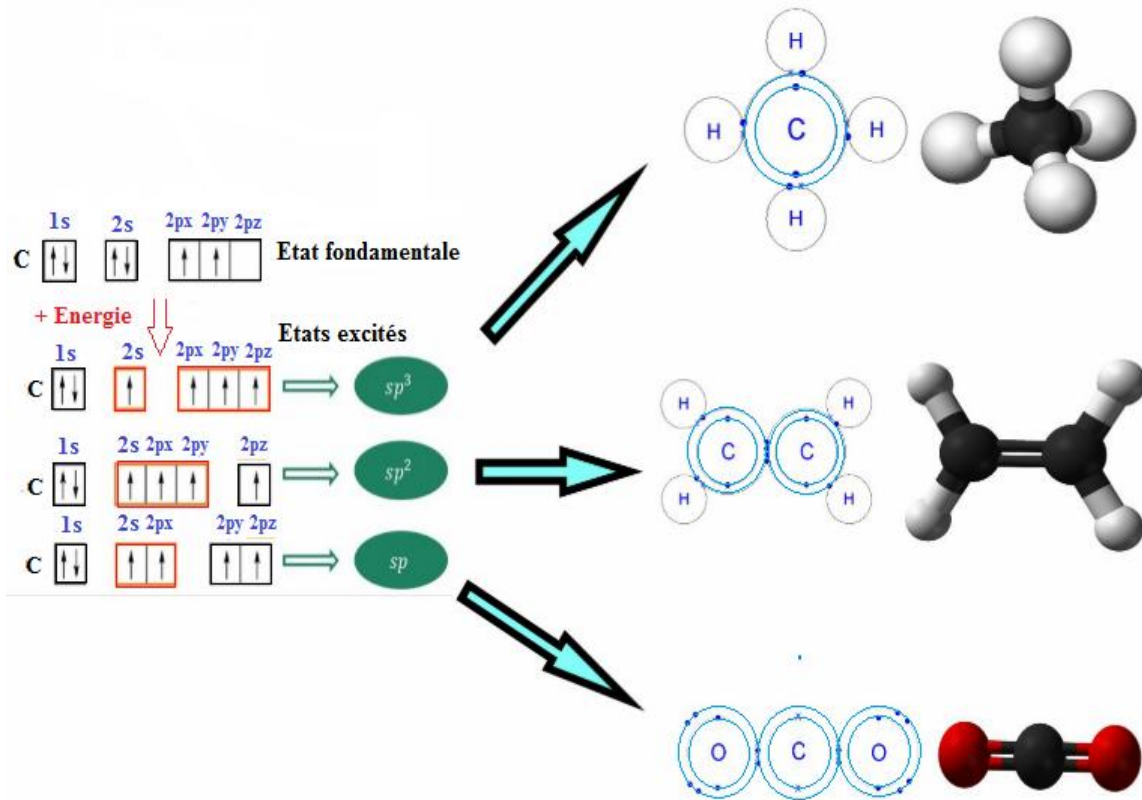 1s 2s 2px 2py 2pz
C Etat fondamentale
+ Energie
Etats excités
1s 2s 2px 2py 2pz
C sp³
1s 2s 2px 2py 2pz
C sp²
1s 2s 2px 2py 2pz
C sp
H
H C H
H
H H
C C
H H
O C O